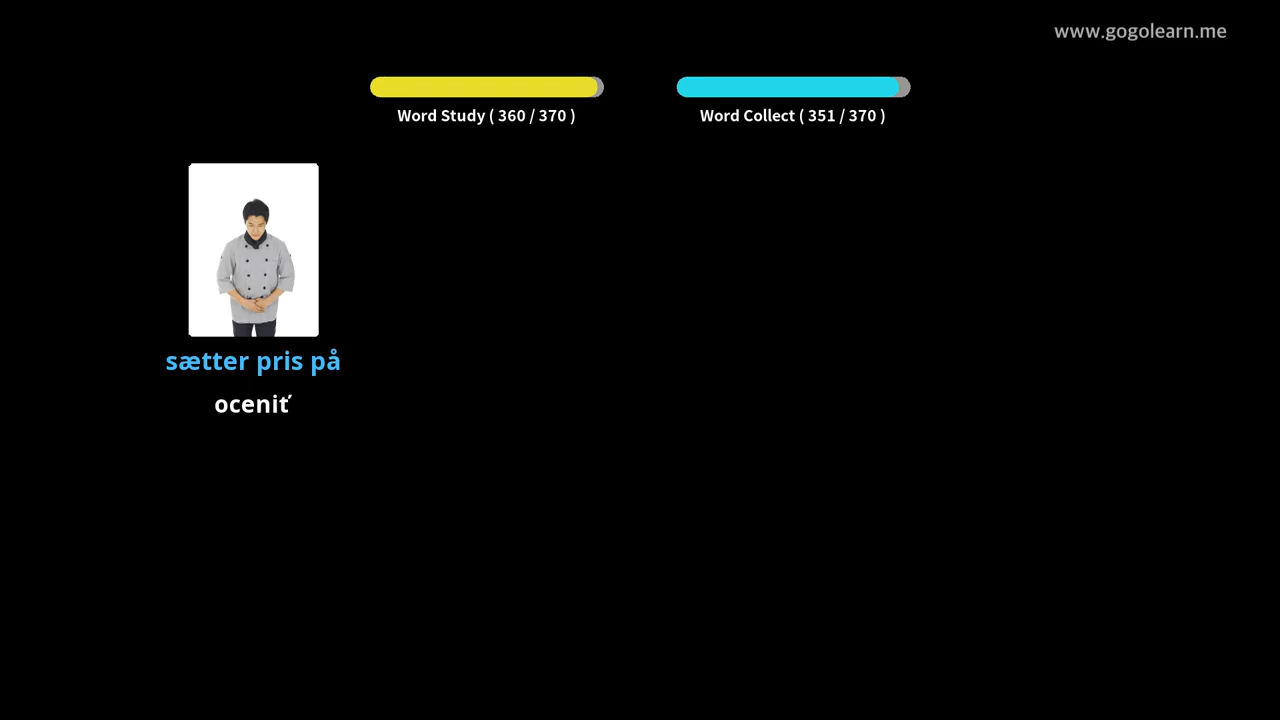 www.gogolearn.me
Word Study ( 360 / 370 )
Word Collect ( 351 / 370 )
sætter pris på
oceniť